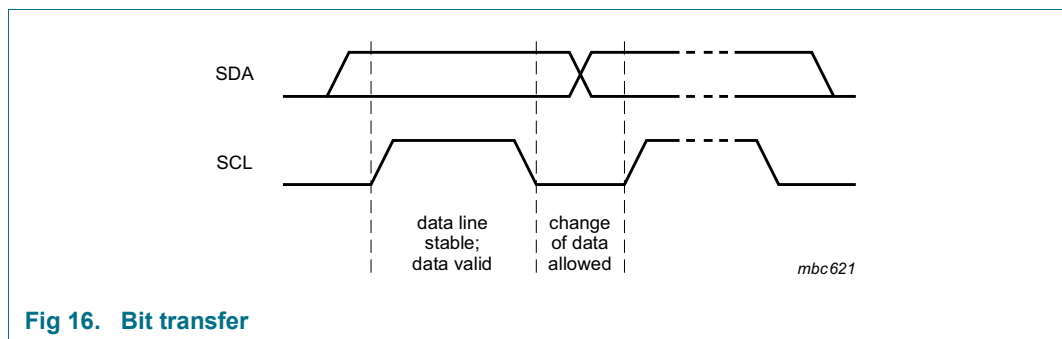 SDA
SCL
data line
stable;
data valid
change
of data
allowed
mbc621
Fig 16. Bit transfer